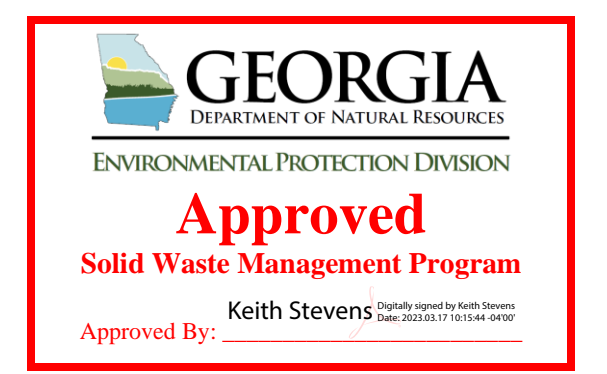 GEORGIA
DEPARTMENT OF NATURAL RESOURCES
ENVIRONMENTAL PROTECTION DIVISION
Approved
Solid Waste Management Program
Keith Stevens Digitally signed by Keith Stevens
Date: 2023.03.17 10:15:44 -04'00'
Approved By: _________________________